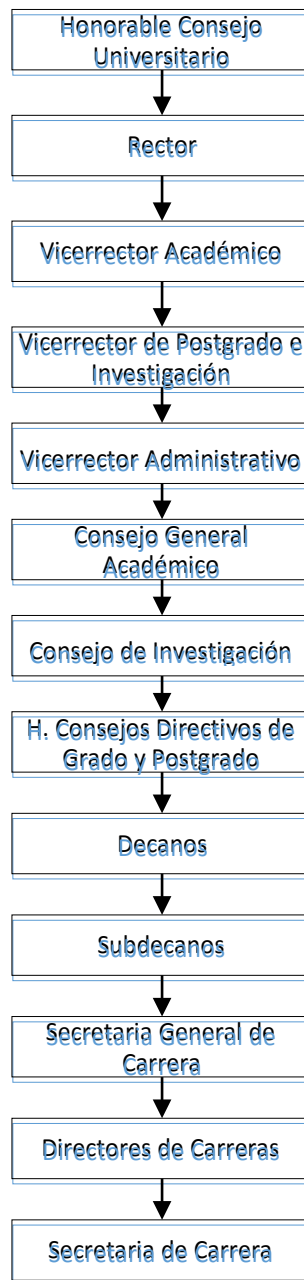 Honorable Consejo
Universitario
Rector
Vicerrector Académico
Vicerrector de Postgrado e
Investigación
Vicerrector Administrativo
Consejo General
Académico
Consejo de Investigación
H. Consejos Directivos de
Grado y Postgrado
Decanos
Subdecanos
Secretaria General de
Carrera
Directores de Carreras
Secretaria de Carrera